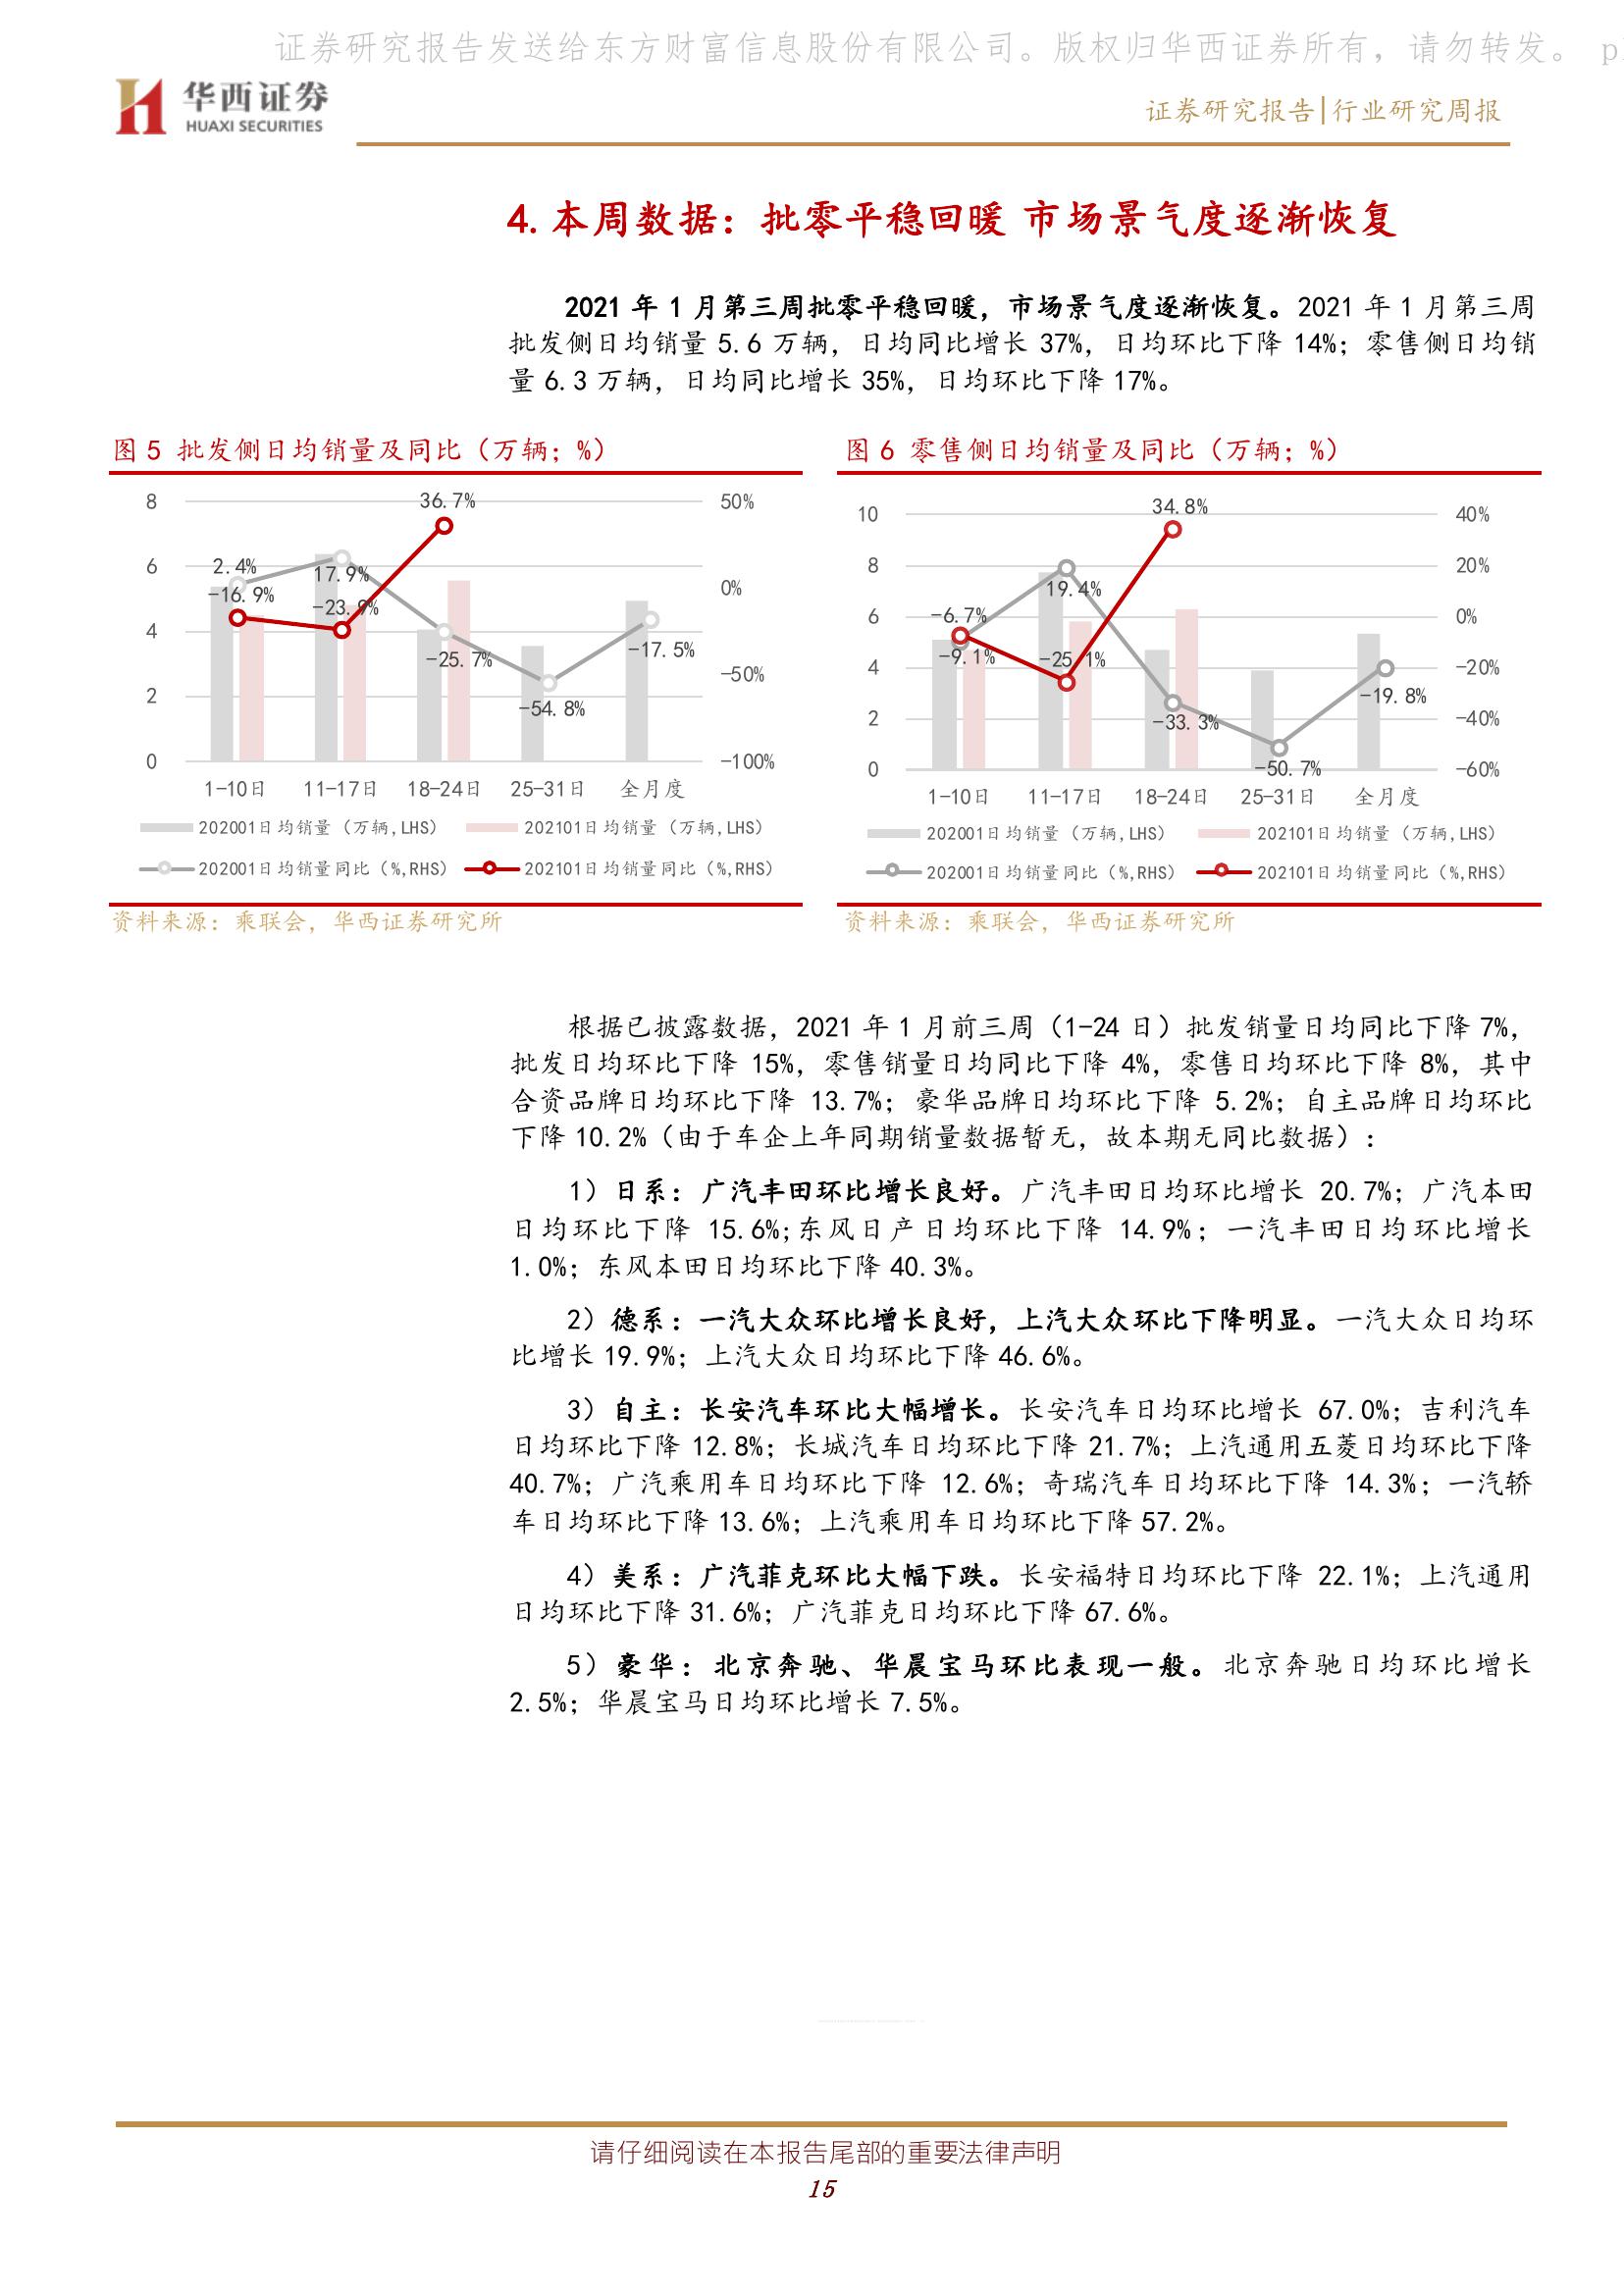 证券研究报告发送给东方财富信息股份有限公司。版权归华西证券所有，请勿转发。 p
华西证券
HUAXI SECURITIES
证券研究报告|行业研究周报
4. 本周数据：批零平稳回暖 市场景气度逐渐恢复
2021 年 1 月第三周批零平稳回暖，市场景气度逐渐恢复。2021 年 1 月第三周
批发侧日均销量 5.6 万辆，日均同比增长 37%，日均环比下降 14%；零售侧日均销
量 6.3 万辆，日均同比增长 35%，日均环比下降 17%。
图 5 批发侧日均销量及同比（万辆；%）
8
6
4
2
0
50%
0%
-50%
-100%
36.7%
2.4%
17.9%
-16.9%
-23.9%
-25.7%
-17.5%
-54.8%
1-10日 11-17日 18-24日 25-31日 全月度
202001日均销量（万辆,LHS） 202101日均销量（万辆,LHS）
202001日均销量同比（%,RHS） 202101日均销量同比（%,RHS）
资料来源：乘联会，华西证券研究所
图 6 零售侧日均销量及同比（万辆；%）
10
8
6
4
2
0
40%
20%
0%
-20%
-40%
-60%
34.8%
19.4%
-6.7%
-9.1%
-25.1%
-19.8%
-33.3%
-50.7%
1-10日 11-17日 18-24日 25-31日 全月度
202001日均销量（万辆,LHS） 202101日均销量（万辆,LHS）
202001日均销量同比（%,RHS） 202101日均销量同比（%,RHS）
资料来源：乘联会，华西证券研究所
根据已披露数据，2021 年 1 月前三周（1-24 日）批发销量日均同比下降 7%，
批发日均环比下降 15%，零售销量日均同比下降 4%，零售日均环比下降 8%，其中
合资品牌日均环比下降 13.7%；豪华品牌日均环比下降 5.2%；自主品牌日均环比
下降 10.2%（由于车企上年同期销量数据暂无，故本期无同比数据）：
1）日系：广汽丰田环比增长良好。广汽丰田日均环比增长 20.7%；广汽本田
日均环比下降 15.6%;东风日产日均环比下降 14.9%；一汽丰田日均环比增长
1.0%；东风本田日均环比下降 40.3%。
2）德系：一汽大众环比增长良好，上汽大众环比下降明显。一汽大众日均环
比增长 19.9%；上汽大众日均环比下降 46.6%。
3）自主：长安汽车环比大幅增长。长安汽车日均环比增长 67.0%；吉利汽车
日均环比下降 12.8%；长城汽车日均环比下降 21.7%；上汽通用五菱日均环比下降
40.7%；广汽乘用车日均环比下降 12.6%；奇瑞汽车日均环比下降 14.3%；一汽轿
车日均环比下降 13.6%；上汽乘用车日均环比下降 57.2%。
4）美系：广汽菲克环比大幅下跌。长安福特日均环比下降 22.1%；上汽通用
日均环比下降 31.6%；广汽菲克日均环比下降 67.6%。
5）豪华：北京奔驰、华晨宝马环比表现一般。北京奔驰日均环比增长
2.5%；华晨宝马日均环比增长 7.5%。
请仔细阅读在本报告尾部的重要法律声明
15